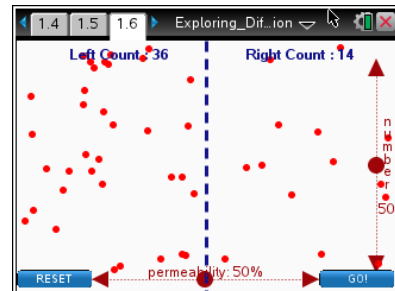 1.4 1.5 1.6 Exploring_Dif…ion
Left Count : 36 Right Count : 14
number
50
permeability: 50%
RESET GO!